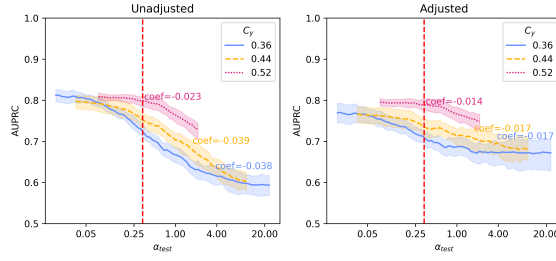 Unadjusted
AUPRC
1.0
0.9
0.8
0.7
0.6
0.5
C_y
0.36
0.44
0.52
coef=-0.023
coef=-0.039
coef=-0.038
0.05 0.25 1.00 4.00 20.00
α_test
Adjusted
AUPRC
1.0
0.9
0.8
0.7
0.6
0.5
C_y
0.36
0.44
0.52
coef=-0.014
coef=-0.017
coef=-0.017
0.05 0.25 1.00 4.00 20.00
α_test